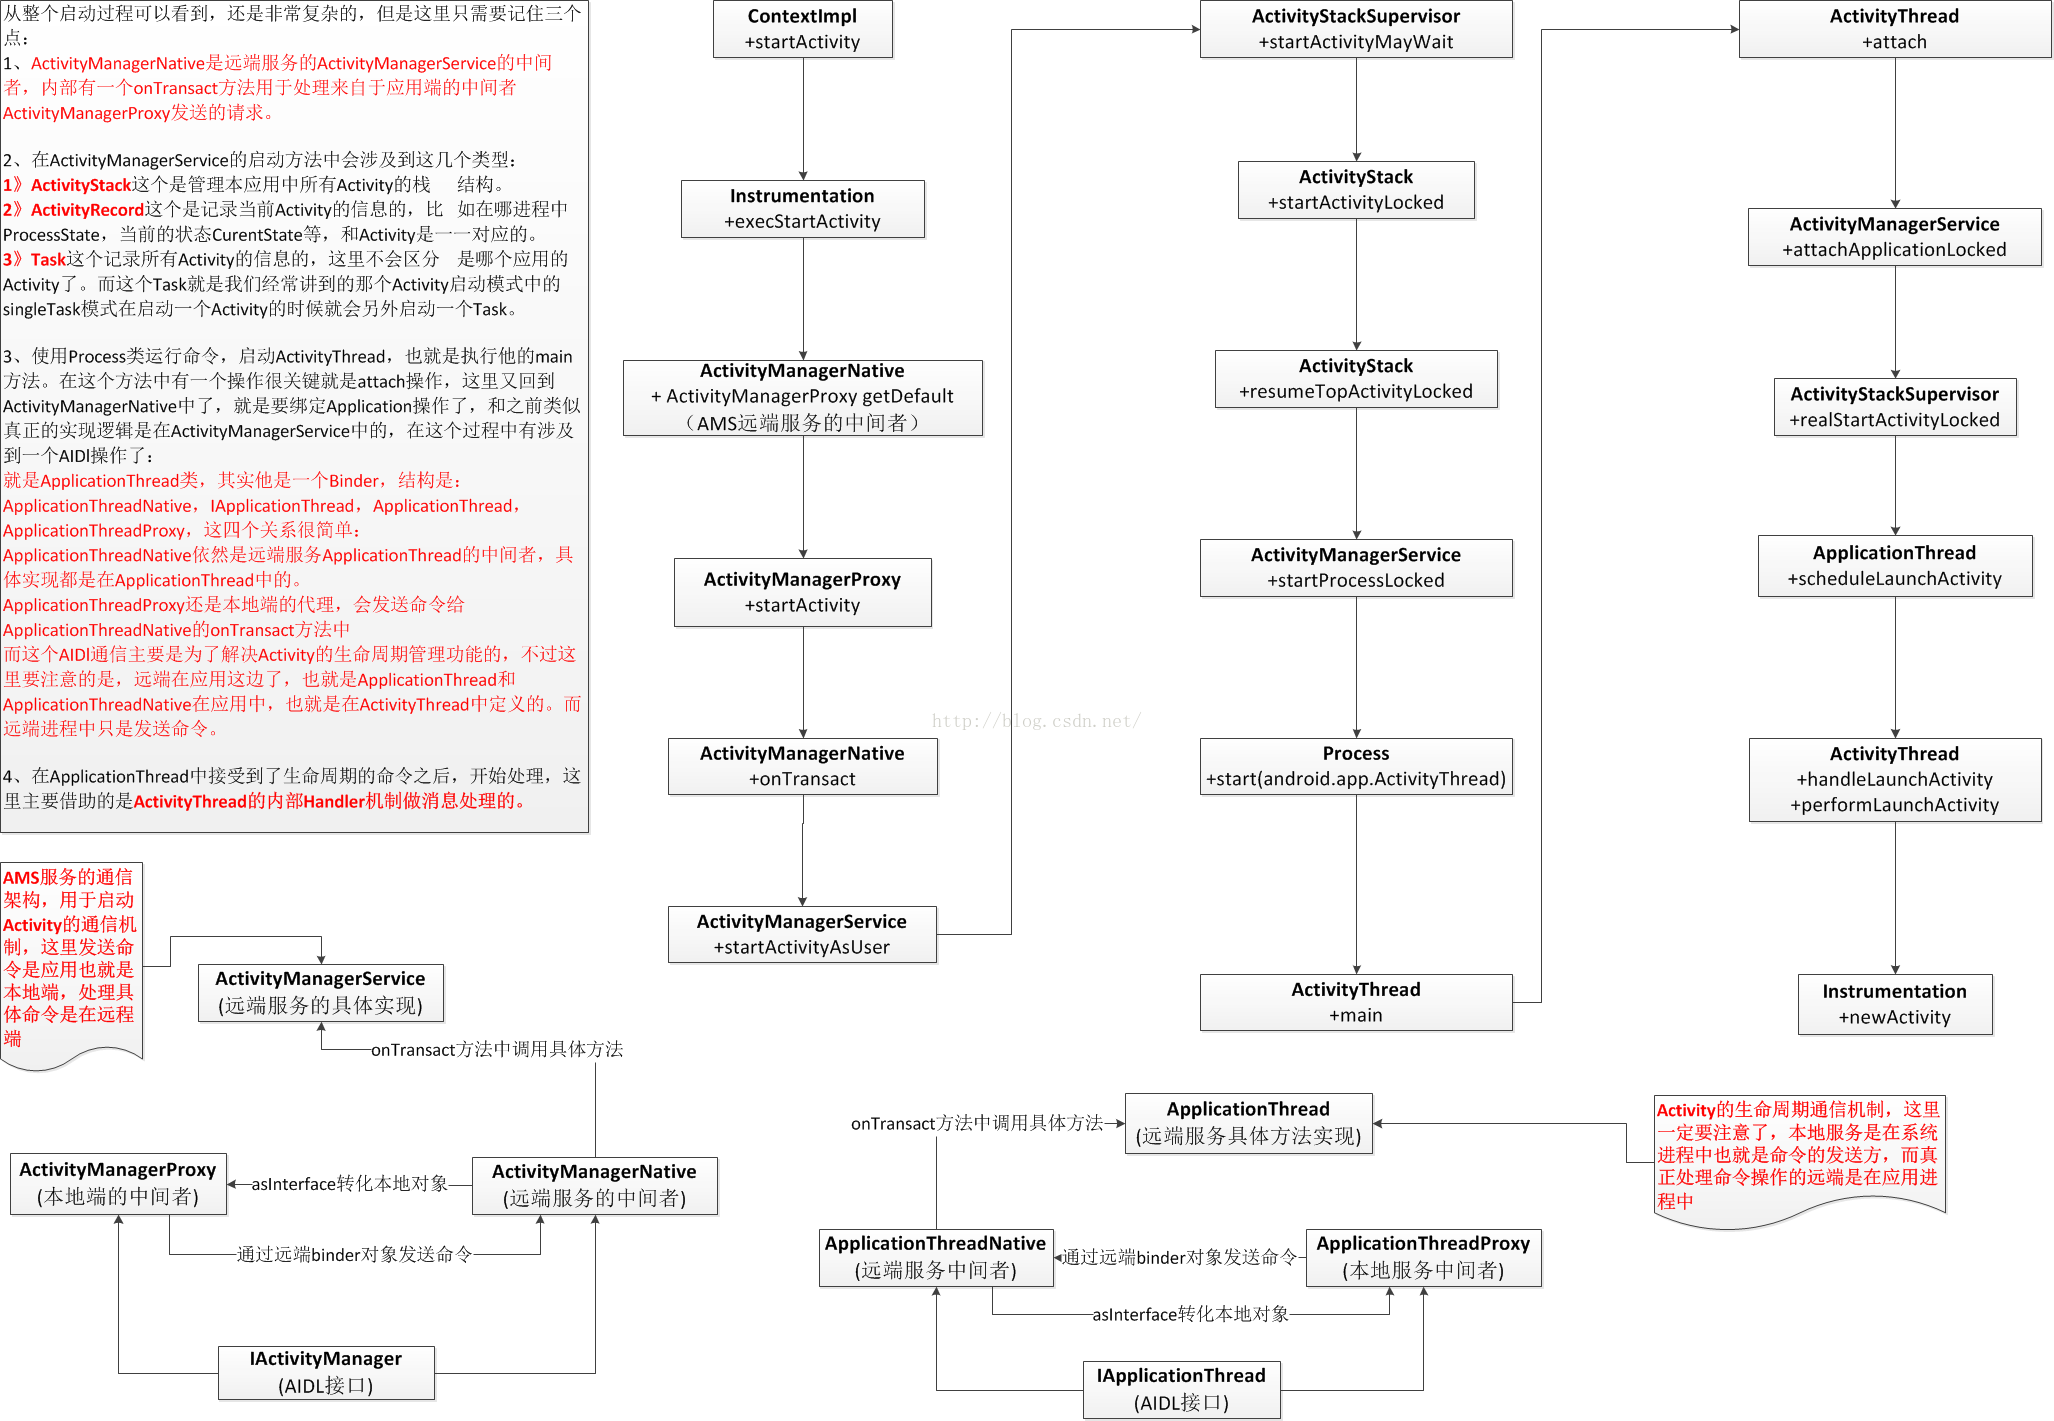 从整个启动过程可以看到，还是非常复杂的，但是这里只需要记住三个
点：
1、ActivityManagerNative是远端服务的ActivityManagerService的中间
者，内部有一个onTransact方法用于处理来自于应用端的中间者
ActivityManagerProxy发送的请求。
2、在ActivityManagerService的启动方法中会涉及到这几个类型：
1》ActivityStack这个是管理本应用中所有Activity的栈 结构。
2》ActivityRecord这个是记录当前Activity的信息的，比 如在哪进程中
ProcessState，当前的状态CurentState等，和Activity是一一对应的。
3》Task这个记录所有Activity的信息的，这里不会区分 是哪个应用的
Activity了。而这个Task就是我们经常讲到的那个Activity启动模式中的
singleTask模式在启动一个Activity的时候就会另外启动一个Task。
3、使用Process类运行命令，启动ActivityThread，也就是执行他的main
方法。在这个方法中有一个操作很关键就是attach操作，这里又回到
ActivityManagerNative中了，就是要绑定Application操作了，和之前类似
真正的实现逻辑是在ActivityManagerService中的，在这个过程中有涉及
到一个AIDl操作了：
就是ApplicationThread类，其实他是一个Binder，结构是：
ApplicationThreadNative，IApplicationThread，ApplicationThread，
ApplicationThreadProxy，这四个关系很简单：
ApplicationThreadNative依然是远端服务ApplicationThread的中间者，具
体实现都是在ApplicationThread中的。
ApplicationThreadProxy还是本地端的代理，会发送命令给
ApplicationThreadNative的onTransact方法中
而这个AIDl通信主要是为了解决Activity的生命周期管理功能的，不过这
里要注意的是，远端在应用这边了，也就是ApplicationThread和
ApplicationThreadNative在应用中，也就是在ActivityThread中定义的。而
远端进程中只是发送命令。
4、在ApplicationThread中接受到了生命周期的命令之后，开始处理，这
里主要借助的是ActivityThread的内部Handler机制做消息处理的。
ContextImpl
+startActivity
Instrumentation
+execStartActivity
ActivityManagerNative
+ ActivityManagerProxy getDefault
（AMS远端服务的中间者）
ActivityManagerProxy
+startActivity
ActivityManagerNative
+onTransact
ActivityManagerService
+startActivityAsUser
ActivityStackSupervisor
+startActivityMayWait
ActivityStack
+startActivityLocked
ActivityStack
+resumeTopActivityLocked
ActivityManagerService
+startProcessLocked
Process
+start(android.app.ActivityThread)
ActivityThread
+main
ActivityThread
+attach
ActivityManagerService
+attachApplicationLocked
ActivityStackSupervisor
+realStartActivityLocked
ApplicationThread
+scheduleLaunchActivity
ActivityThread
+handleLaunchActivity
+performLaunchActivity
Instrumentation
+newActivity
http://blog.csdn.net/
AMS服务的通信
架构，用于启动
Activity的通信机
制，这里发送命
令是应用也就是
本地端，处理具
体命令是在远程
端
ActivityManagerService
(远端服务的具体实现)
onTransact方法中调用具体方法
ActivityManagerProxy
(本地端的中间者)
asInterface转化本地对象
ActivityManagerNative
(远端服务的中间者)
通过远端binder对象发送命令
IActivityManager
(AIDL接口)
onTransact方法中调用具体方法
ApplicationThread
(远端服务具体方法实现)
Activity的生命周期通信机制，这里
一定要注意了，本地服务是在系统
进程中也就是命令的发送方，而真
正处理命令操作的远端是在应用进
程中
ApplicationThreadNative
(远端服务中间者)
通过远端binder对象发送命令
ApplicationThreadProxy
(本地服务中间者)
asInterface转化本地对象
IApplicationThread
(AIDL接口)